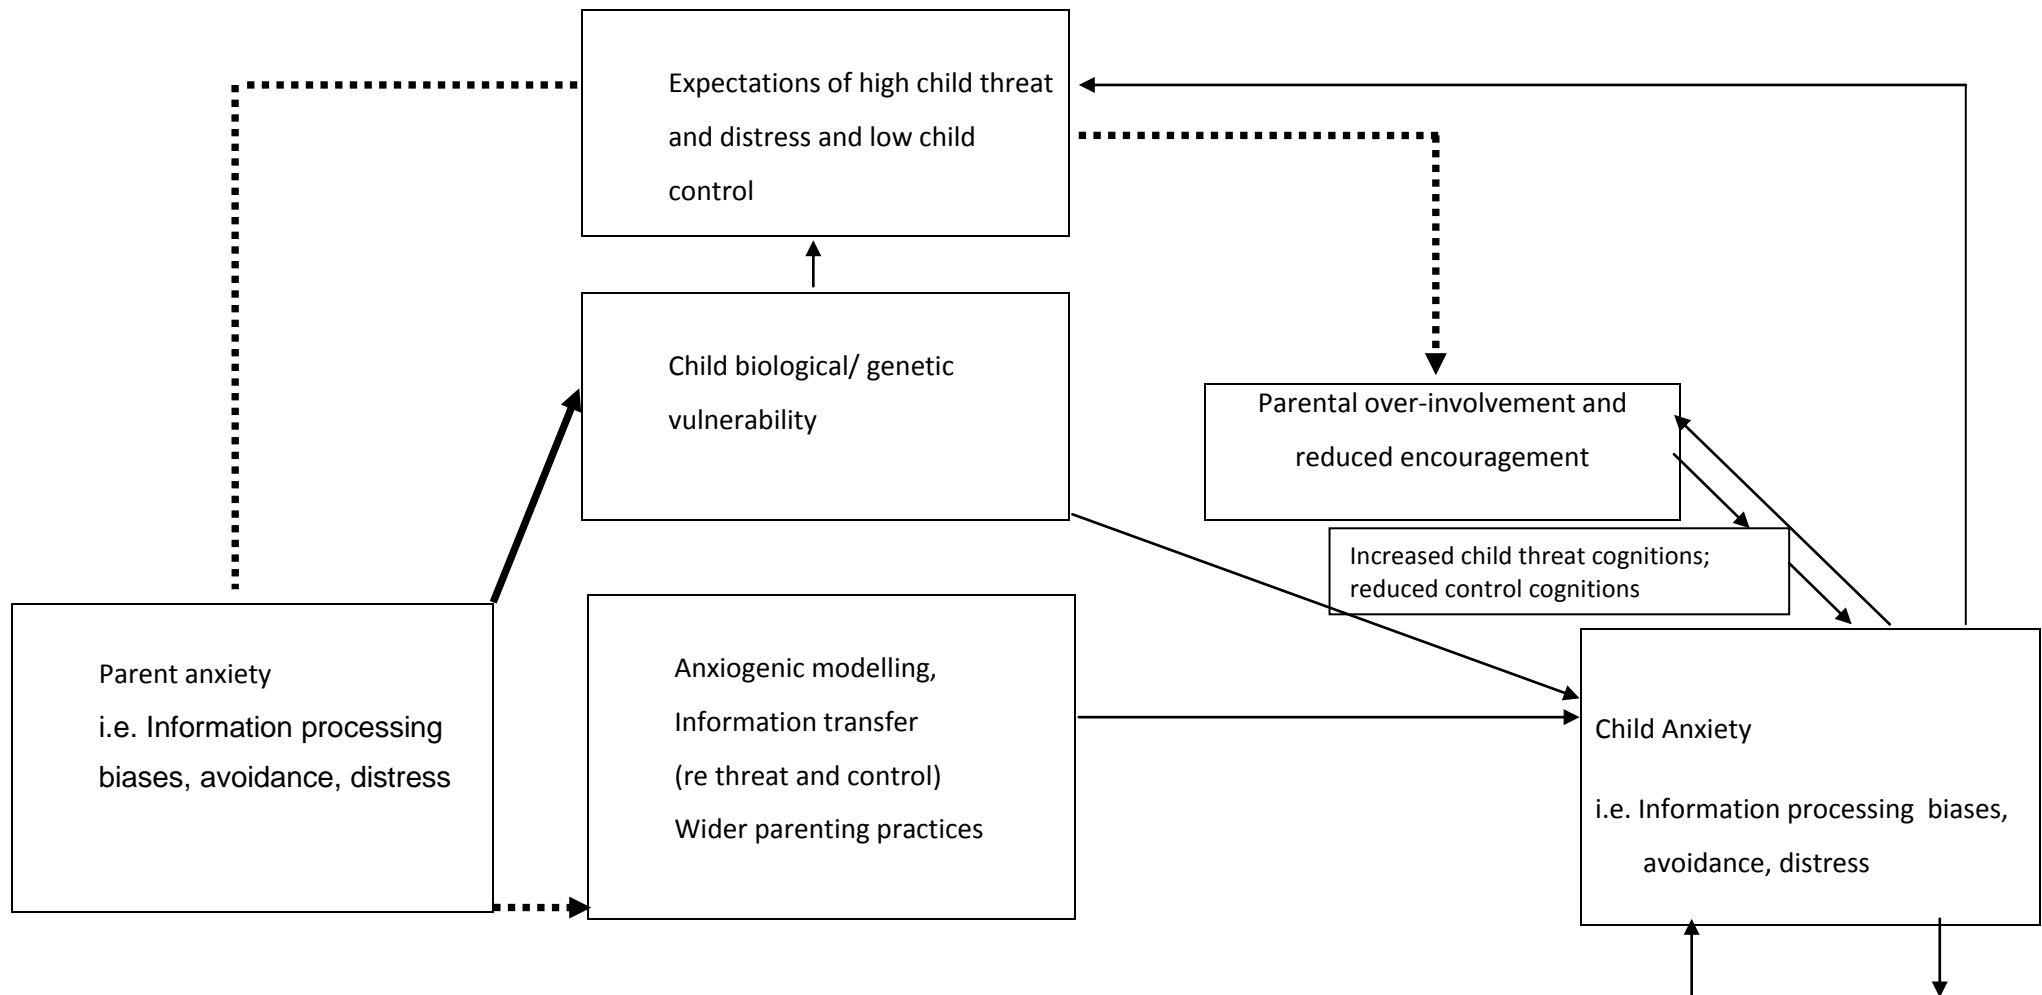 Expectations of high child threat
and distress and low child
control
Child biological/ genetic
vulnerability
Parental over-involvement and
reduced encouragement
Increased child threat cognitions;
reduced control cognitions
Parent anxiety
i.e. Information processing
biases, avoidance, distress
Anxiogenic modelling,
Information transfer
(re threat and control)
Wider parenting practices
Child Anxiety
i.e. Information processing  biases,
avoidance, distress